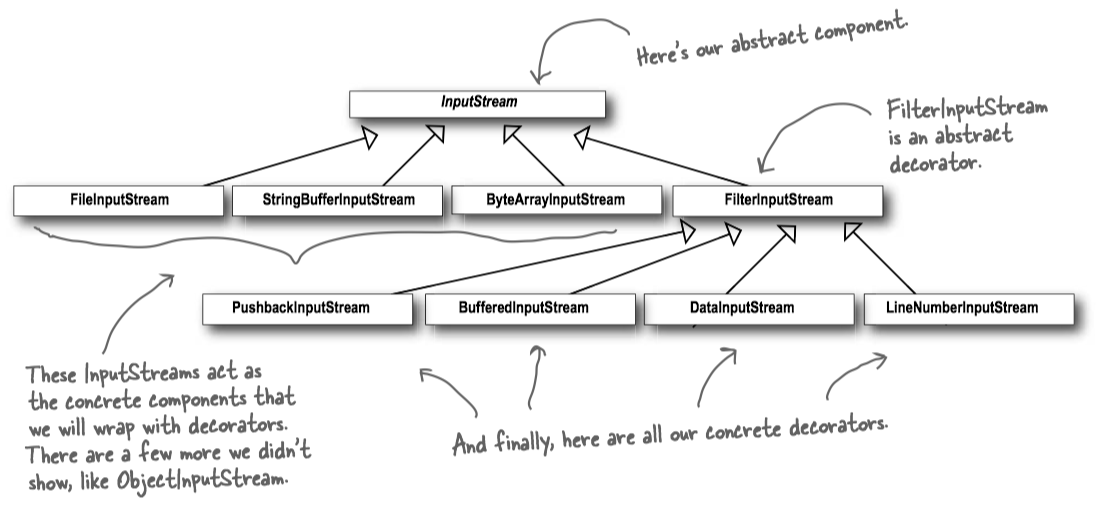 Here's our abstract component.
InputStream
FilterInputStream
is an abstract
decorator.
FileInputStream
StringBufferInputStream
ByteArrayInputStream
FilterInputStream
PushbackInputStream
BufferedInputStream
DataInputStream
LineNumberInputStream
These InputStreams act as
the concrete components that
we will wrap with decorators.
There are a few more we didn't
show, like ObjectInputStream.
And finally, here are all our concrete decorators.